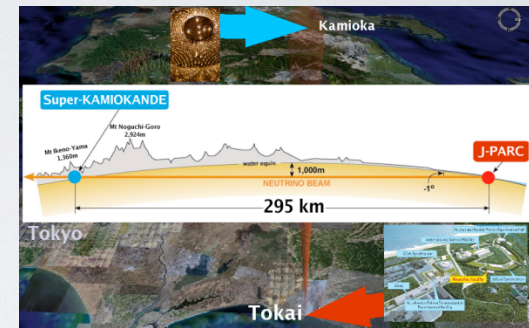 Kamioka
Super-KAMIOKANDE
Mt Noguchi-Goro
2,924m
Mt Ikeno-Yama
1,360m
water equiv.
1,000m
J-PARC
NEUTRINO BEAM
-1°
295 km
Tokyo
Tokai